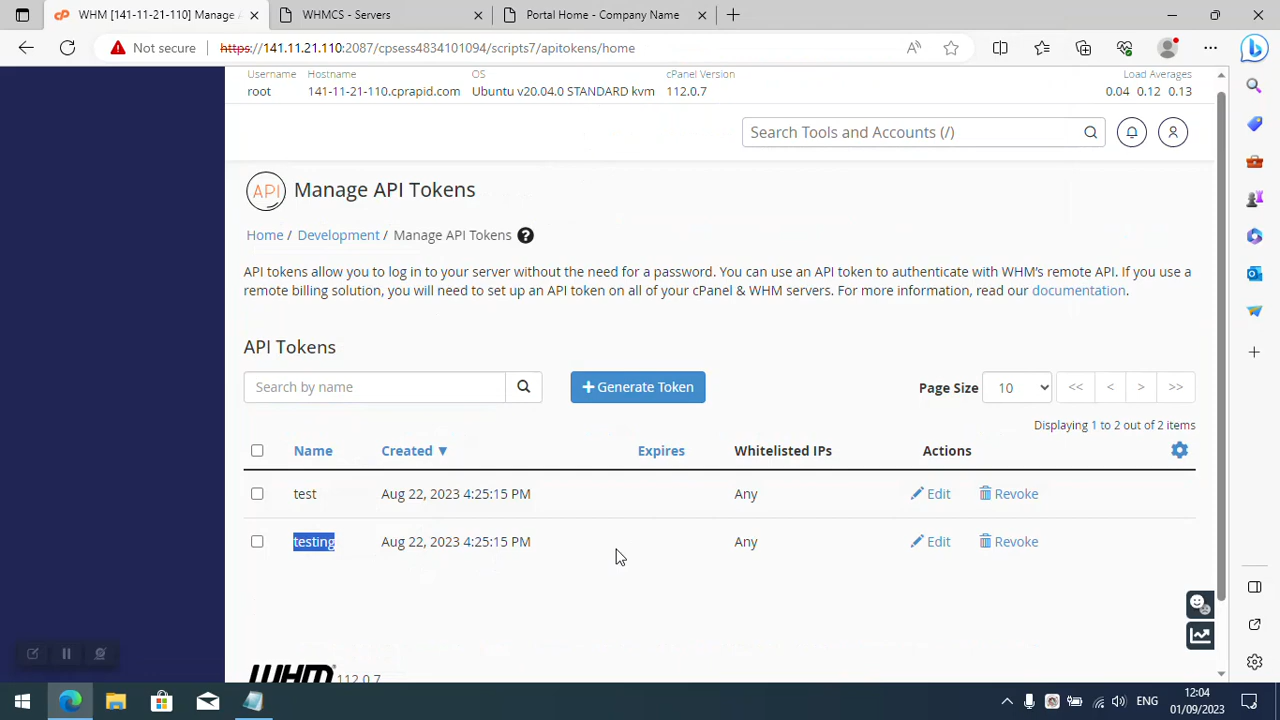 WHM [141-11-21-110] Manage A
WHMCS - Servers
Portal Home - Company Name
Not secure
https://141.11.21.110:2087/cpsess4834101094/scripts7/apitokens/home
Username Hostname OS cPanel Version Load Averages
root 141-11-21-110.cprapid.com Ubuntu v20.04.0 STANDARD kvm 112.0.7 0.04 0.12 0.13
Search Tools and Accounts (/)
API Manage API Tokens
Home / Development / Manage API Tokens ?
API tokens allow you to log in to your server without the need for a password. You can use an API token to authenticate with WHM's remote API. If you use a
remote billing solution, you will need to set up an API token on all of your cPanel & WHM servers. For more information, read our documentation.
API Tokens
Search by name
+ Generate Token
Page Size 10 << < > >>
Displaying 1 to 2 out of 2 items
Name Created ▼ Expires Whitelisted IPs Actions
test Aug 22, 2023 4:25:15 PM Any Edit Revoke
testing Aug 22, 2023 4:25:15 PM Any Edit Revoke
WHM 112.0.7
ENG
12:04
01/09/2023